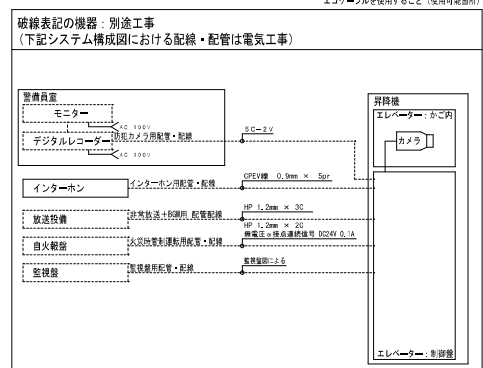 エコケーブルを使用すること（使用可能箇所）
破線表記の機器：別途工事
（下記システム構成図における配線・配管は電気工事）
警備員室
モニター
AC 100V
デジタルレコーダー
防犯カメラ用配管・配線
5C－2V
AC 100V
昇降機
エレベーター：かご内
カメラ
インターホン
インターホン用配管・配線
CPEV線 0.9mm × 5pr
放送設備
非常放送＋BGM用 配管配線
HP 1.2mm × 3C
自火報盤
火災時管制運転用配管・配線
HP 1.2mm × 2C
無電圧a接点連続信号 DC24V 0.1A
監視盤
監視盤用配管・配線
監視盤図による
エレベーター：制御盤